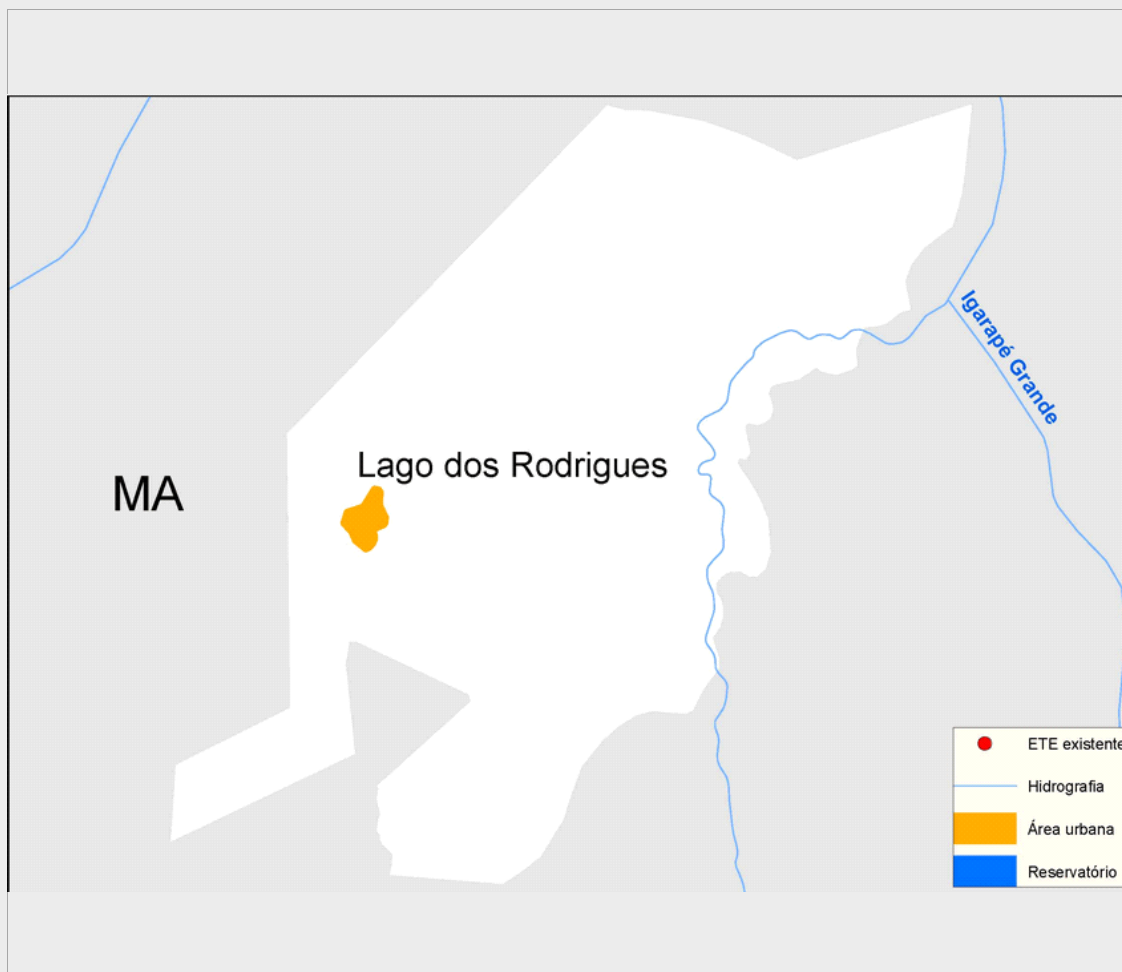 Igarapé Grande
Lago dos Rodrigues
MA
ETE existente
Hidrografia
Área urbana
Reservatório